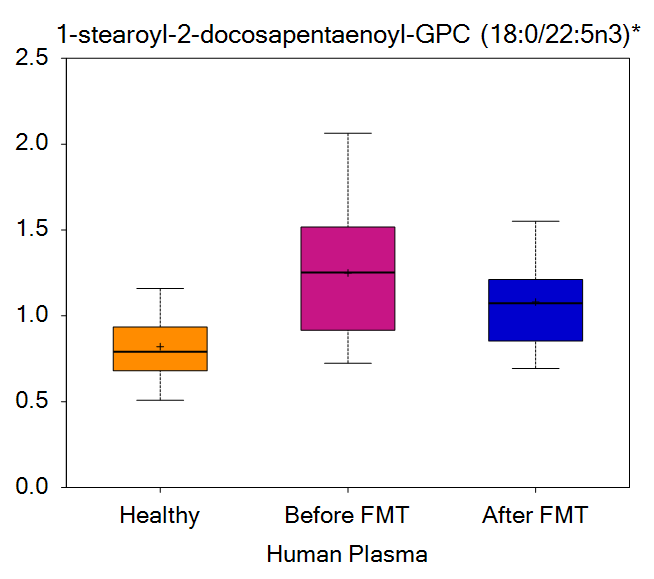 1-stearoyl-2-docosapentaenoyl-GPC (18:0/22:5n3)*
2.5
2.0
1.5
1.0
0.5
0.0
Healthy Before FMT After FMT
Human Plasma